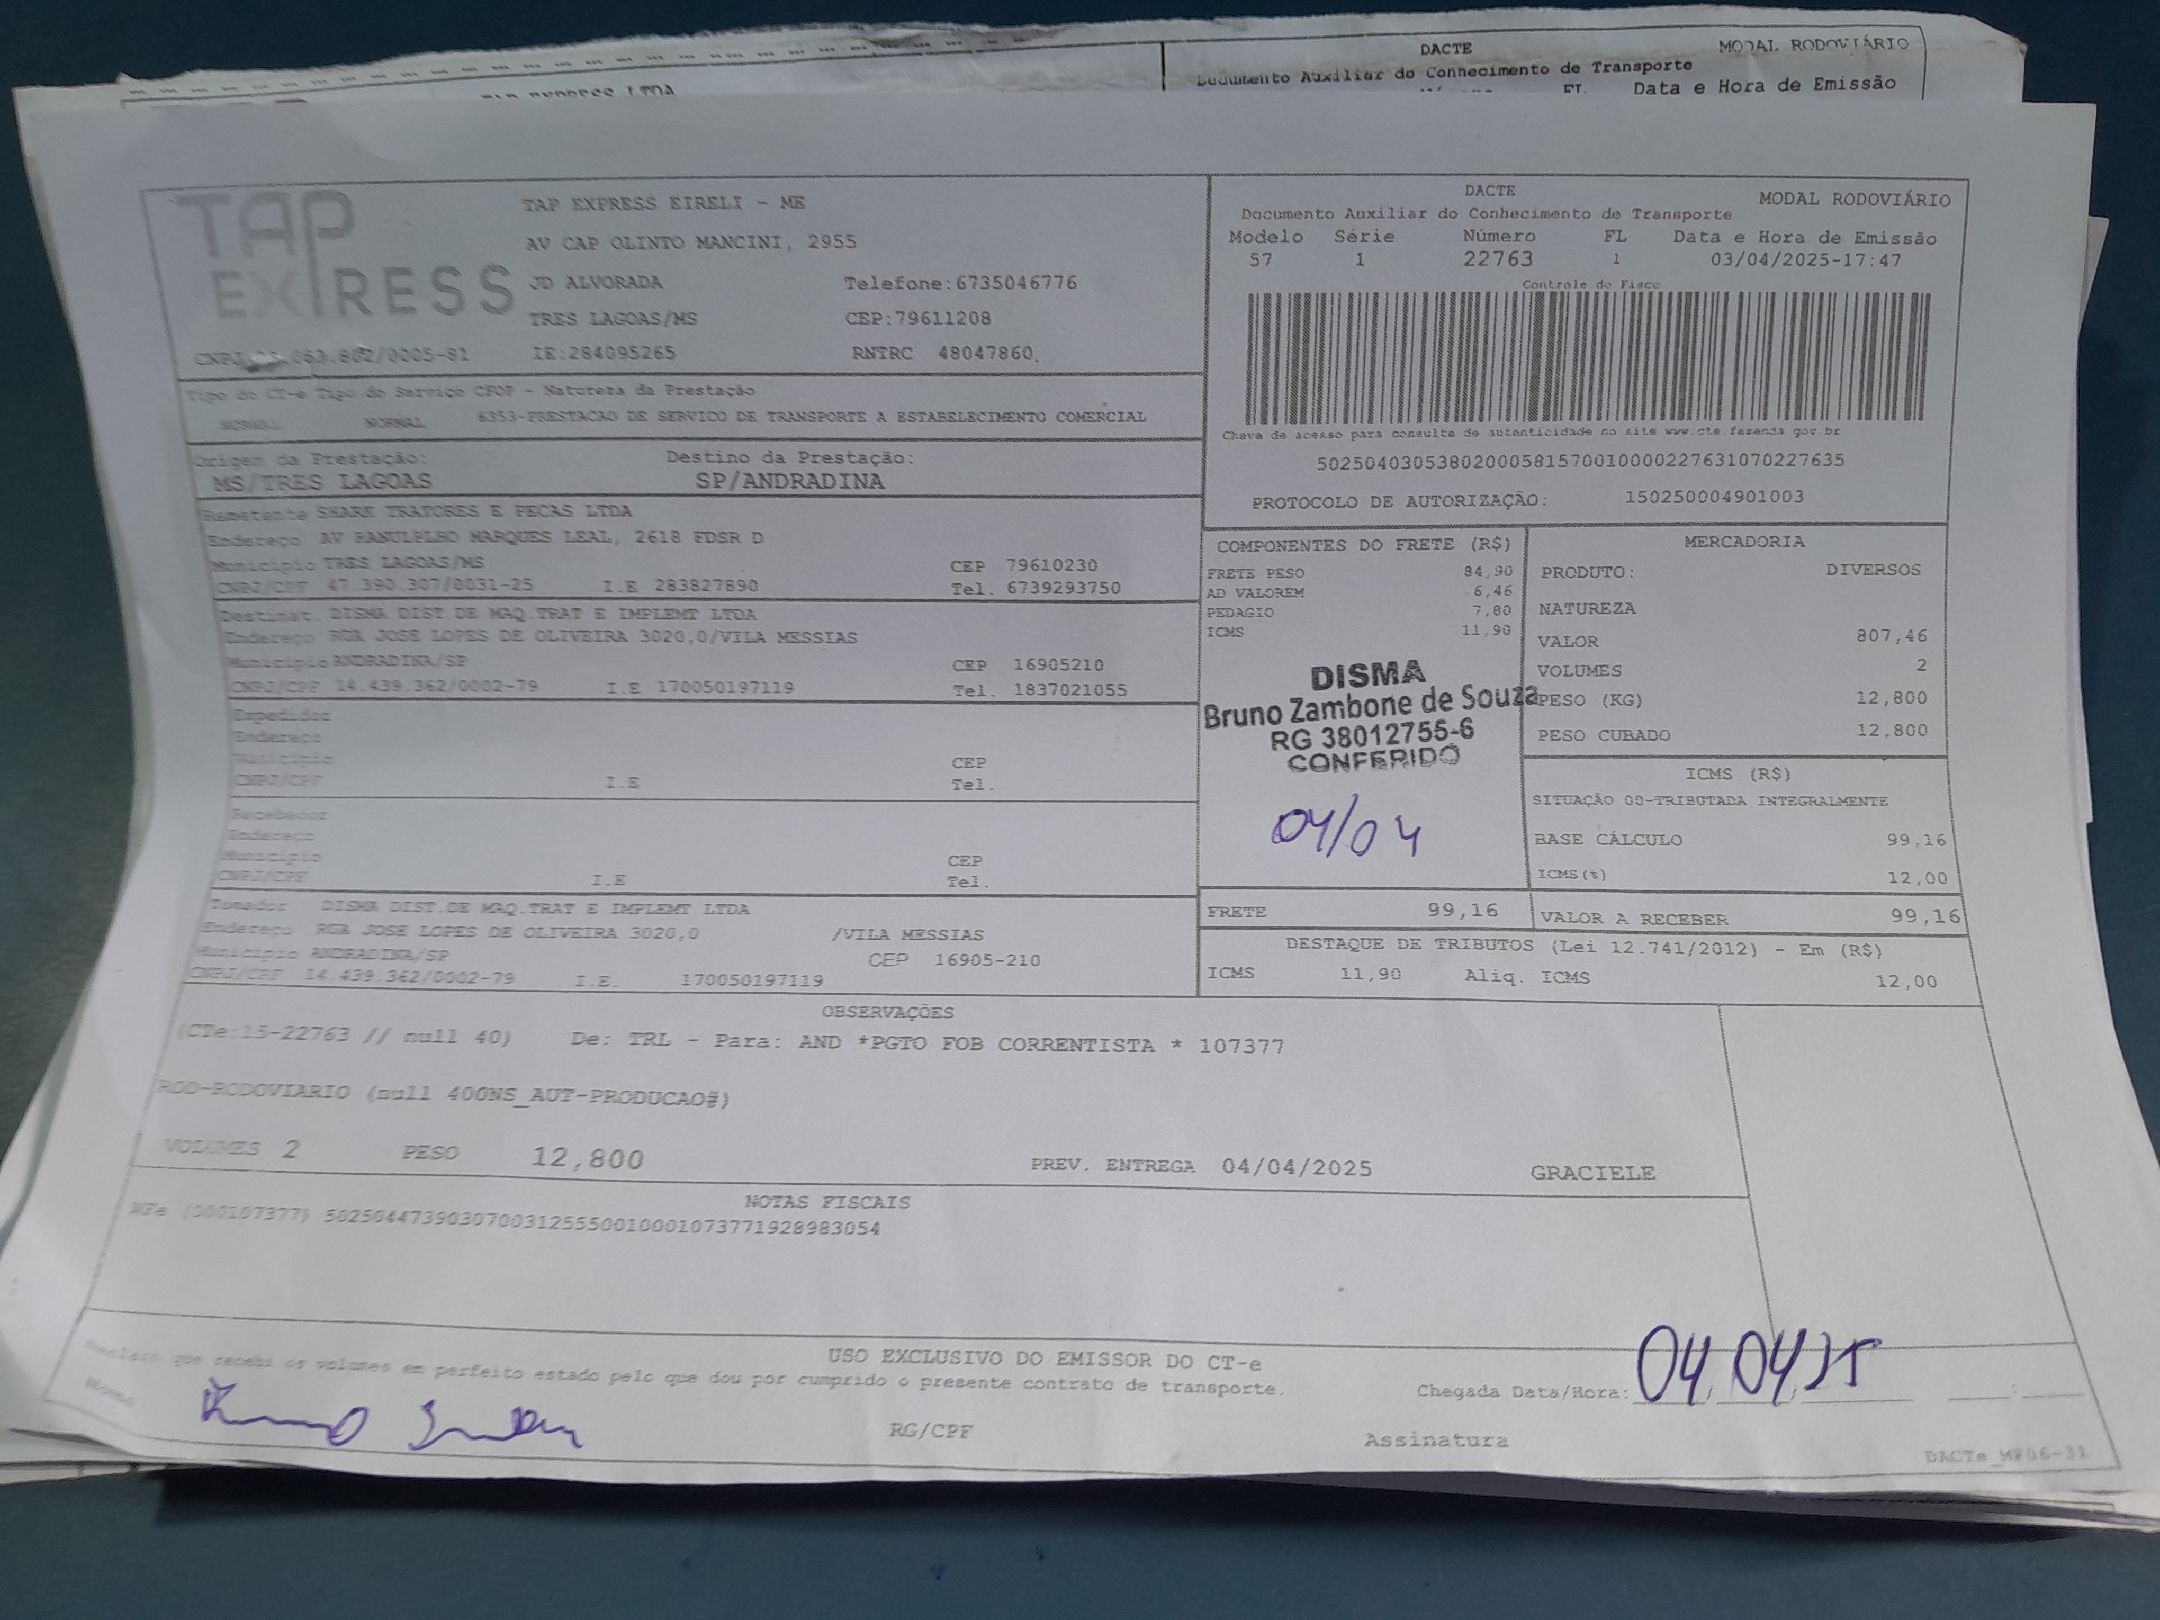 DACTE
MODAL RODOVIÁRIO
Documento Auxiliar do Conhecimento de Transporte
FL Data e Hora de Emissão
TAP EXPRESS
TAP EXPRESS EIRELI - ME
AV CAP OLINTO MANCINI, 2955
JD ALVORADA Telefone:6735046776
TRES LAGOAS/MS CEP:79611208
IE:284095265 RNTRC 48047860,
DACTE MODAL RODOVIÁRIO
Documento Auxiliar do Conhecimento de Transporte
Modelo Série Número FL Data e Hora de Emissão
57 1 22763 1 03/04/2025-17:47
Controle do Fisco
Chave de acesso para consulta de autenticidade no site www.cte.fazenda.gov.br
50250403053802000581570010000227631070227635
PROTOCOLO DE AUTORIZAÇÃO: 150250004901003
Tipo do CT-e Tipo do Serviço CFOP - Natureza da Prestação
NORMAL NORMAL 6353-PRESTACAO DE SERVICO DE TRANSPORTE A ESTABELECIMENTO COMERCIAL
Origem da Prestação: Destino da Prestação:
MS/TRES LAGOAS SP/ANDRADINA
Remetente SHARK TRATORES E PECAS LTDA
Endereço AV RANULPLHO MARQUES LEAL, 2618 FDSR D
Município TRES LAGOAS/MS CEP 79610230
CNPJ/CPF 47.390.307/0031-25 I.E 283827890 Tel. 6739293750
Destinat. DISMA DIST.DE MAQ.TRAT E IMPLEMT LTDA
Endereço RUA JOSE LOPES DE OLIVEIRA 3020,0/VILA MESSIAS
Município ANDRADINA/SP CEP 16905210
CNPJ/CPF 14.439.362/0002-79 I.E 170050197119 Tel. 1837021055
Expedidor
Endereço
Município CEP
CNPJ/CPF I.E Tel.
Recebedor
Endereço
Município CEP
CNPJ/CPF I.E Tel.
Tomador DISMA DIST.DE MAQ.TRAT E IMPLEMT LTDA
Endereço RUA JOSE LOPES DE OLIVEIRA 3020,0 /VILA MESSIAS
Município ANDRADINA/SP CEP 16905-210
CNPJ/CPF 14.439.362/0002-79 I.E. 170050197119
COMPONENTES DO FRETE (R$)
FRETE PESO 84,90
AD VALOREM 6,46
PEDAGIO 7,80
ICMS 11,90
DISMA
Bruno Zambone de Souza
RG 38012755-6
CONFERIDO
04/04
MERCADORIA
PRODUTO: DIVERSOS
NATUREZA
VALOR 807,46
VOLUMES 2
PESO (KG) 12,800
PESO CUBADO 12,800
ICMS (R$)
SITUAÇÃO 00-TRIBUTADA INTEGRALMENTE
BASE CÁLCULO 99,16
ICMS(%) 12,00
FRETE 99,16 VALOR A RECEBER 99,16
DESTAQUE DE TRIBUTOS (Lei 12.741/2012) - Em (R$)
ICMS 11,90 Aliq. ICMS 12,00
OBSERVAÇÕES
(CTe:15-22763 // null 40) De: TRL - Para: AND *PGTO FOB CORRENTISTA * 107377
ROD-RODOVIARIO (null 400NS_AUT-PRODUCAO#)
VOLUMES 2 PESO 12,800 PREV. ENTREGA 04/04/2025 GRACIELE
NOTAS FISCAIS
NFe (000107377) 50250447390307003125550010001073771928983054
USO EXCLUSIVO DO EMISSOR DO CT-e
Declaro que recebi os volumes em perfeito estado pelo que dou por cumprido o presente contrato de transporte.
Chegada Data/Hora: 04/04/25
Nome RG/CPF Assinatura